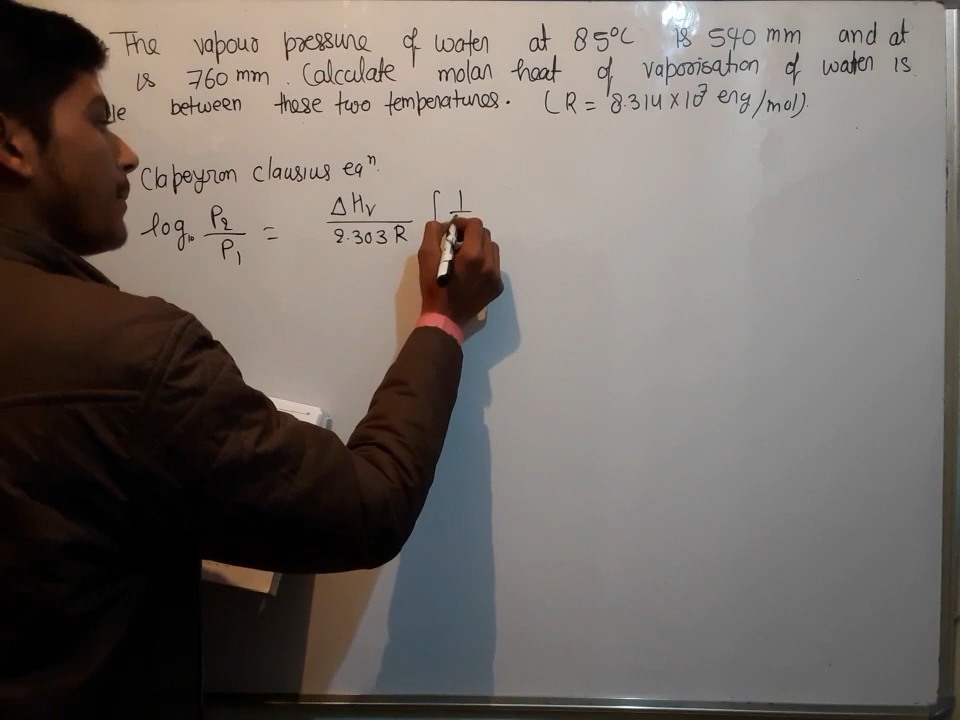 The vapour pressure of water at 85°C is 540 mm and at
is 760 mm. Calculate molar heat of vaporisation of water is
le between these two temperatures. (R = 8.314 × 10⁷ erg/mol).
Clapeyron clausius eqⁿ.
log₁₀ P₂/P₁ = ΔHv/2.303 R [ 1